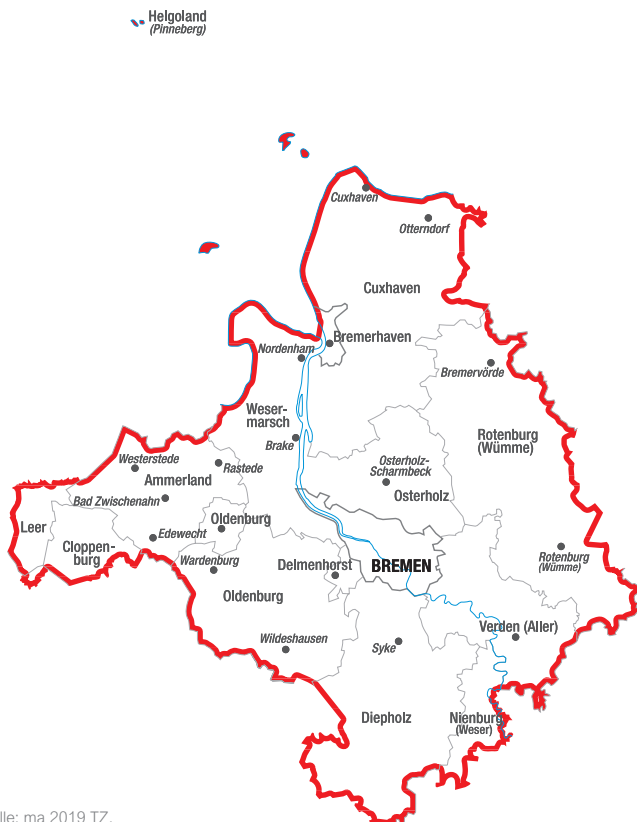 Helgoland
(Pinneberg)
Cuxhaven
Otterndorf
Cuxhaven
Bremerhaven
Nordenham
Bremervörde
Weser-
marsch
Rotenburg
(Wümme)
Brake
Westerstede
Rastede
Osterholz-
Scharmbeck
Ammerland
Osterholz
Bad Zwischenahn
Oldenburg
Leer
Edewecht
Cloppen-
burg
Rotenburg
(Wümme)
Wardenburg
Delmenhorst
BREMEN
Oldenburg
Verden (Aller)
Wildeshausen
Syke
Diepholz
Nienburg
(Weser)
lle: ma 2019 TZ.